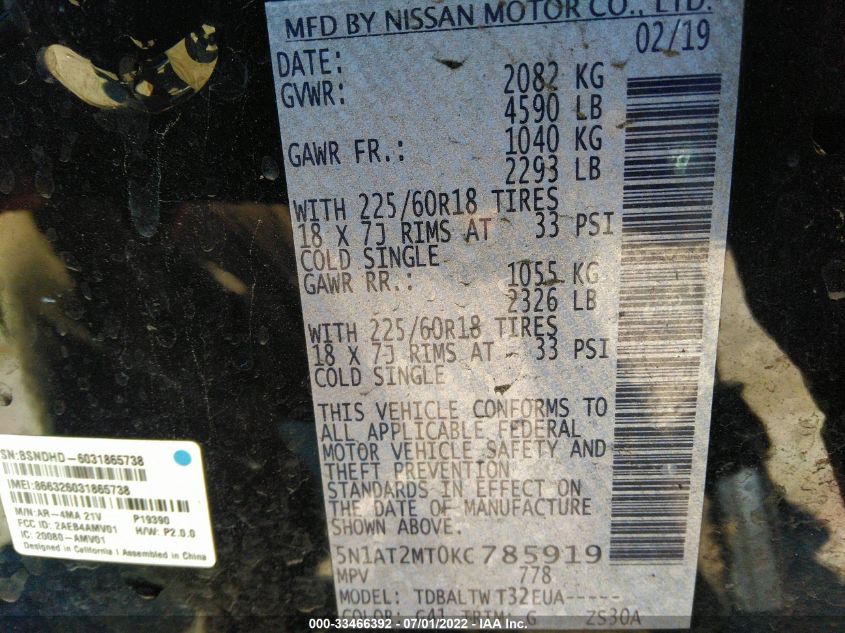 MFD BY NISSAN MOTOR CO., LTD.
DATE: 02/19
GVWR: 2082 KG
4590 LB
GAWR FR.: 1040 KG
2293 LB
WITH 225/60R18 TIRES
18 X 7J RIMS AT 33 PSI
COLD SINGLE
GAWR RR.: 1055 KG
2326 LB
WITH 225/60R18 TIRES
18 X 7J RIMS AT 33 PSI
COLD SINGLE
THIS VEHICLE CONFORMS TO
ALL APPLICABLE FEDERAL
MOTOR VEHICLE SAFETY AND
THEFT PREVENTION
STANDARDS IN EFFECT ON
THE DATE OF MANUFACTURE
SHOWN ABOVE.
5N1AT2MT0KC785919
MPV 778
MODEL: TDBALTWT32EUA-----
COLOR: G41 TRIM: G ZS30A
SN:BSNDHD-6031865738
IMEI:866326031865738
M/N:AR-4MA 21V P19390
FCC ID: 2AEB4AMV01 H/W: P2.0.0
IC: 20080-AMV01
Designed in California | Assembled in China
000-33466392 - 07/01/2022 - IAA Inc.